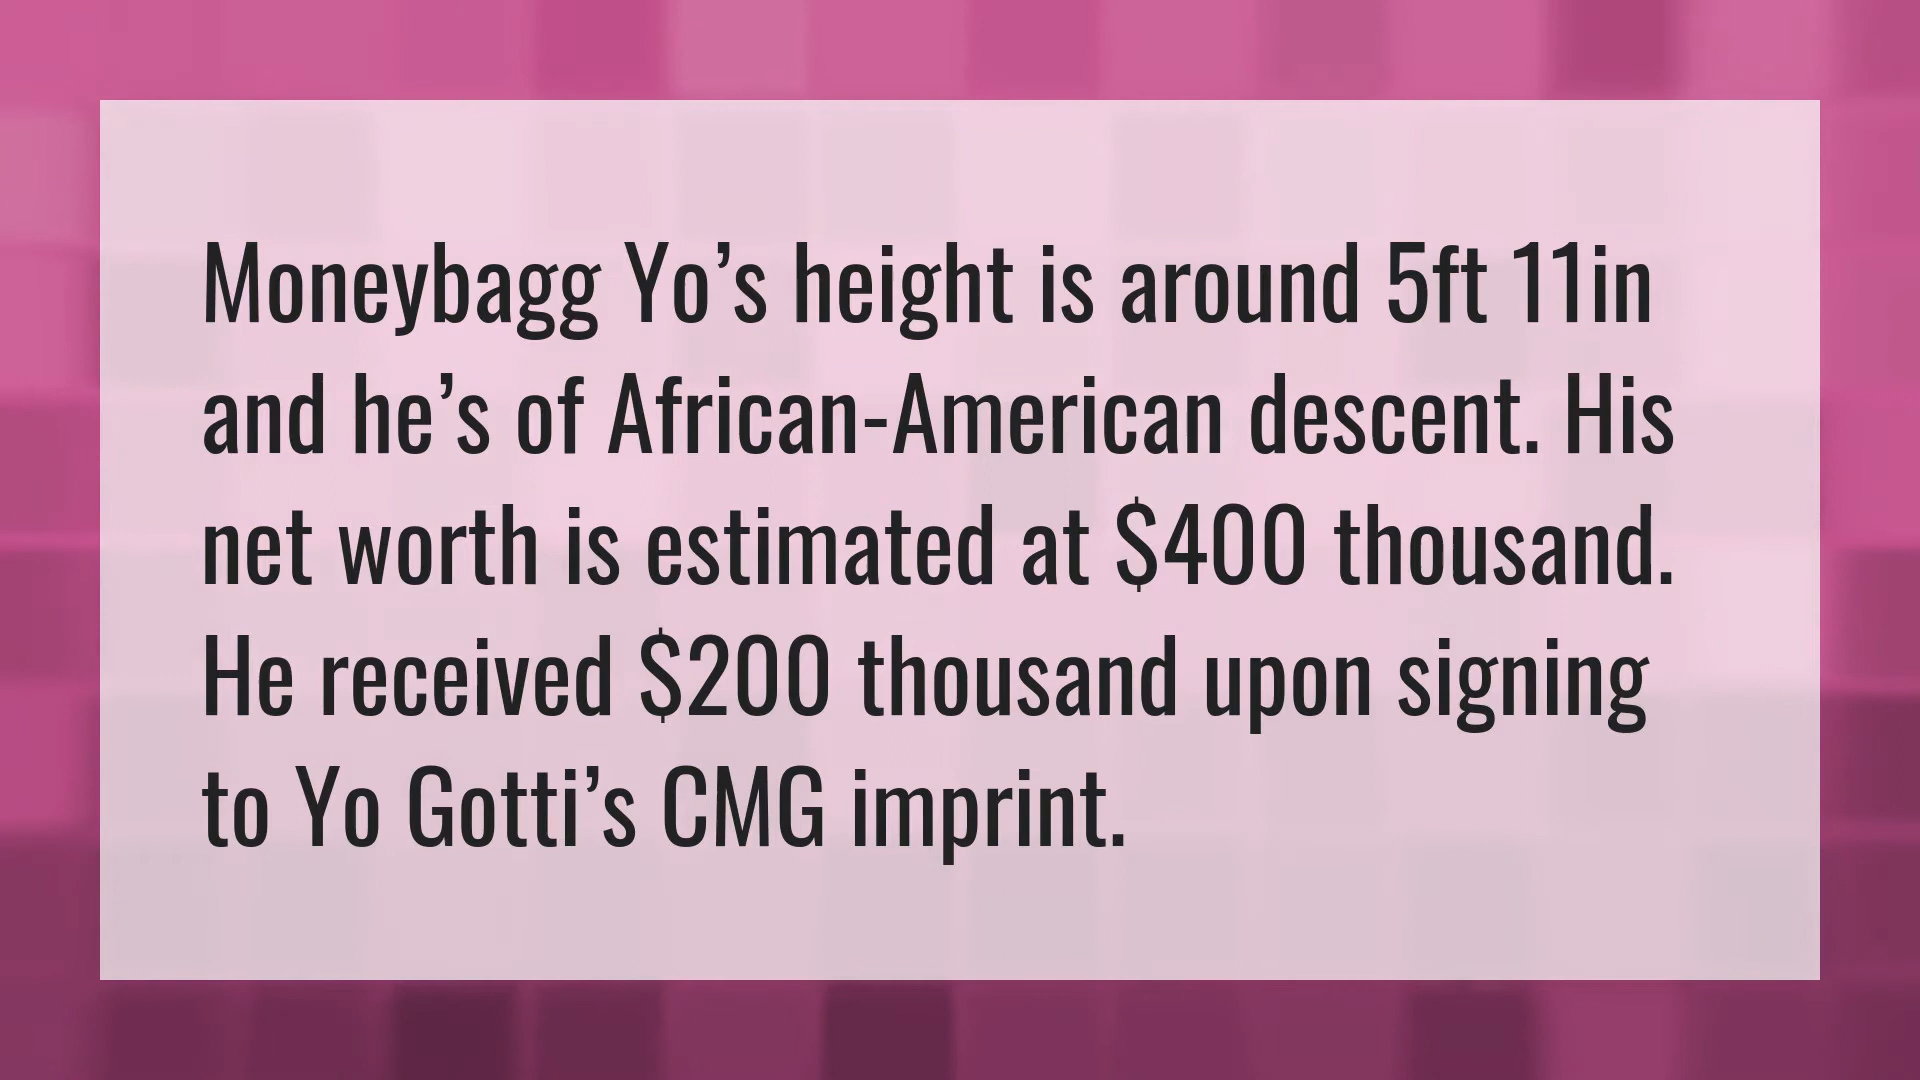 Moneybagg Yo’s height is around 5ft 11in
and he’s of African-American descent. His
net worth is estimated at $400 thousand.
He received $200 thousand upon signing
to Yo Gotti’s CMG imprint.